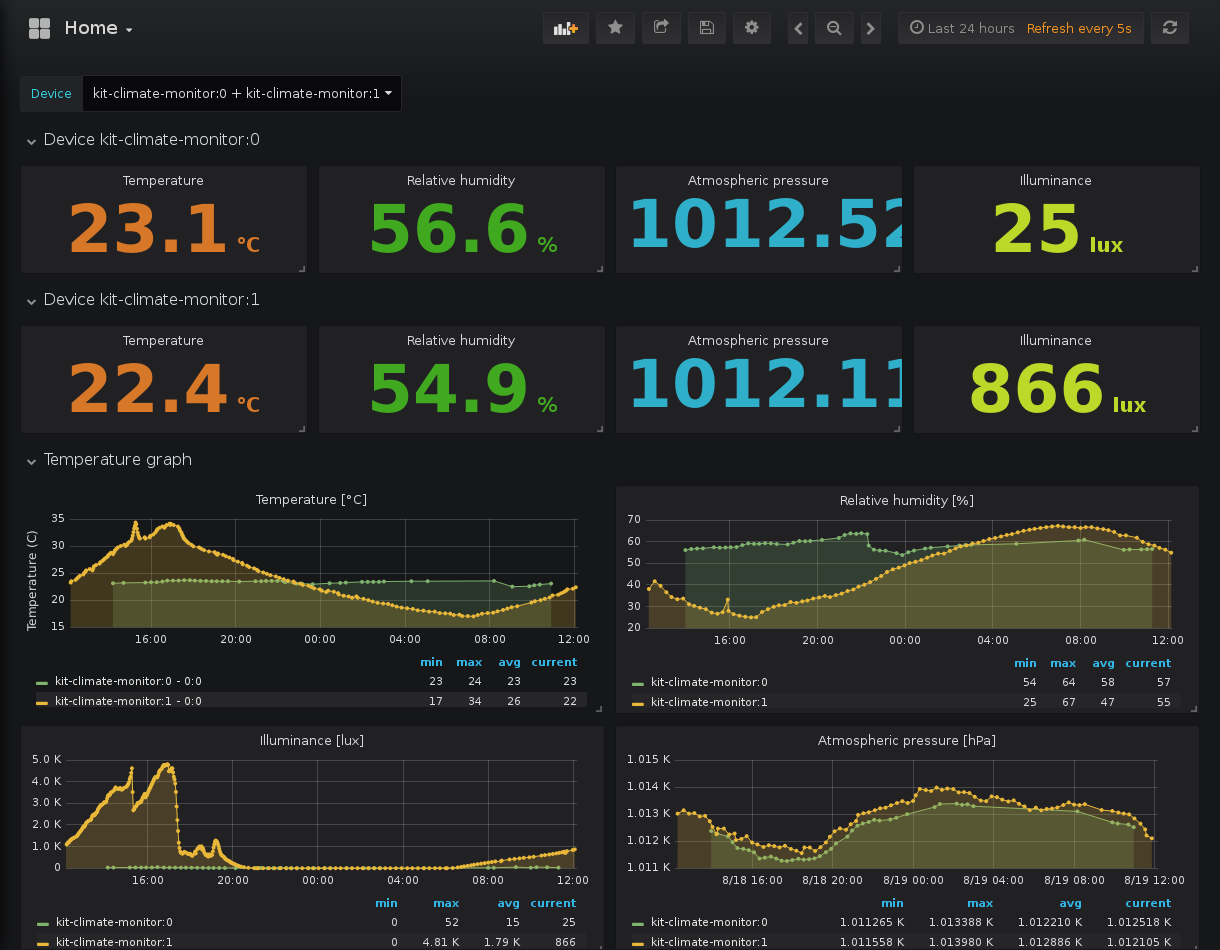 Home
Last 24 hours Refresh every 5s
Device kit-climate-monitor:0 + kit-climate-monitor:1
Device kit-climate-monitor:0
Temperature Relative humidity Atmospheric pressure Illuminance
23.1 °C 56.6 % 1012.52 25 lux
Device kit-climate-monitor:1
Temperature Relative humidity Atmospheric pressure Illuminance
22.4 °C 54.9 % 1012.11 866 lux
Temperature graph
Temperature [°C]
Temperature (C)
35
30
25
20
15
16:00 20:00 00:00 04:00 08:00 12:00
min max avg current
kit-climate-monitor:0 - 0:0 23 24 23 23
kit-climate-monitor:1 - 0:0 17 34 26 22
Relative humidity [%]
70
60
50
40
30
20
16:00 20:00 00:00 04:00 08:00 12:00
min max avg current
kit-climate-monitor:0 54 64 58 57
kit-climate-monitor:1 25 67 47 55
Illuminance [lux]
5.0 K
4.0 K
3.0 K
2.0 K
1.0 K
0
16:00 20:00 00:00 04:00 08:00 12:00
min max avg current
kit-climate-monitor:0 0 52 15 25
kit-climate-monitor:1 0 4.81 K 1.79 K 866
Atmospheric pressure [hPa]
1.015 K
1.014 K
1.013 K
1.012 K
1.011 K
8/18 16:00 8/18 20:00 8/19 00:00 8/19 04:00 8/19 08:00 8/19 12:00
min max avg current
kit-climate-monitor:0 1.011265 K 1.013388 K 1.012210 K 1.012518 K
kit-climate-monitor:1 1.011558 K 1.013980 K 1.012886 K 1.012105 K